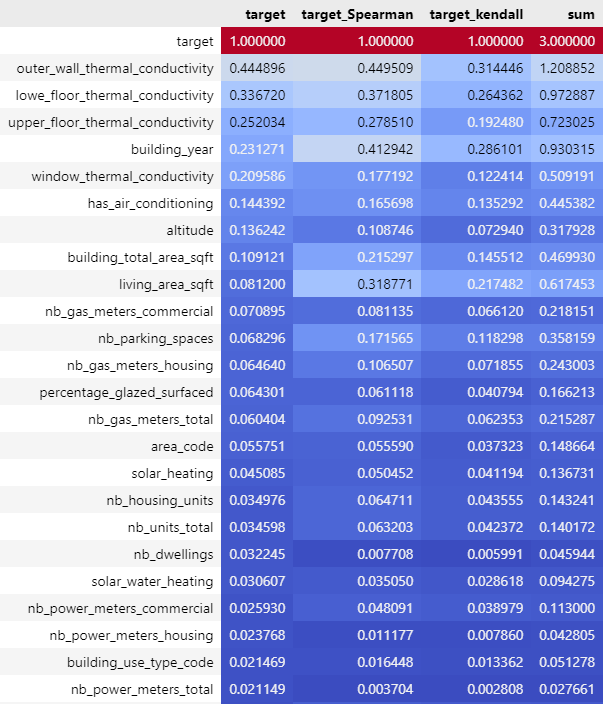 target target_Spearman target_kendall sum
target 1.000000 1.000000 1.000000 3.000000
outer_wall_thermal_conductivity 0.444896 0.449509 0.314446 1.208852
lowe_floor_thermal_conductivity 0.336720 0.371805 0.264362 0.972887
upper_floor_thermal_conductivity 0.252034 0.278510 0.192480 0.723025
building_year 0.231271 0.412942 0.286101 0.930315
window_thermal_conductivity 0.209586 0.177192 0.122414 0.509191
has_air_conditioning 0.144392 0.165698 0.135292 0.445382
altitude 0.136242 0.108746 0.072940 0.317928
building_total_area_sqft 0.109121 0.215297 0.145512 0.469930
living_area_sqft 0.081200 0.318771 0.217482 0.617453
nb_gas_meters_commercial 0.070895 0.081135 0.066120 0.218151
nb_parking_spaces 0.068296 0.171565 0.118298 0.358159
nb_gas_meters_housing 0.064640 0.106507 0.071855 0.243003
percentage_glazed_surfaced 0.064301 0.061118 0.040794 0.166213
nb_gas_meters_total 0.060404 0.092531 0.062353 0.215287
area_code 0.055751 0.055590 0.037323 0.148664
solar_heating 0.045085 0.050452 0.041194 0.136731
nb_housing_units 0.034976 0.064711 0.043555 0.143241
nb_units_total 0.034598 0.063203 0.042372 0.140172
nb_dwellings 0.032245 0.007708 0.005991 0.045944
solar_water_heating 0.030607 0.035050 0.028618 0.094275
nb_power_meters_commercial 0.025930 0.048091 0.038979 0.113000
nb_power_meters_housing 0.023768 0.011177 0.007860 0.042805
building_use_type_code 0.021469 0.016448 0.013362 0.051278
nb_power_meters_total 0.021149 0.003704 0.002808 0.027661